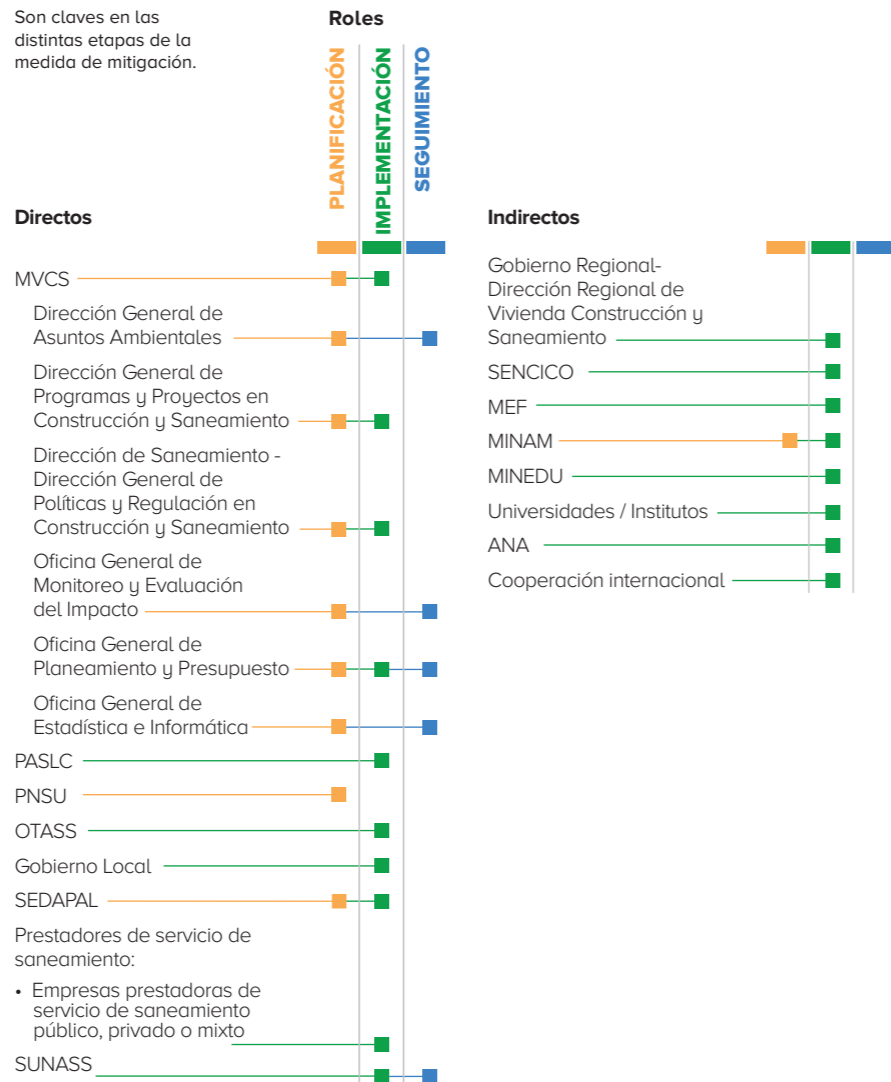 Son claves en las
distintas etapas de la
medida de mitigación.
Roles
PLANIFICACIÓN
IMPLEMENTACIÓN
SEGUIMIENTO
Directos
MVCS
Dirección General de
Asuntos Ambientales
Dirección General de
Programas y Proyectos en
Construcción y Saneamiento
Dirección de Saneamiento -
Dirección General de
Políticas y Regulación en
Construcción y Saneamiento
Oficina General de
Monitoreo y Evaluación
del Impacto
Oficina General de
Planeamiento y Presupuesto
Oficina General de
Estadística e Informática
PASLC
PNSU
OTASS
Gobierno Local
SEDAPAL
Prestadores de servicio de
saneamiento:
• Empresas prestadoras de
servicio de saneamiento
público, privado o mixto
SUNASS
Indirectos
Gobierno Regional-
Dirección Regional de
Vivienda Construcción y
Saneamiento
SENCICO
MEF
MINAM
MINEDU
Universidades / Institutos
ANA
Cooperación internacional